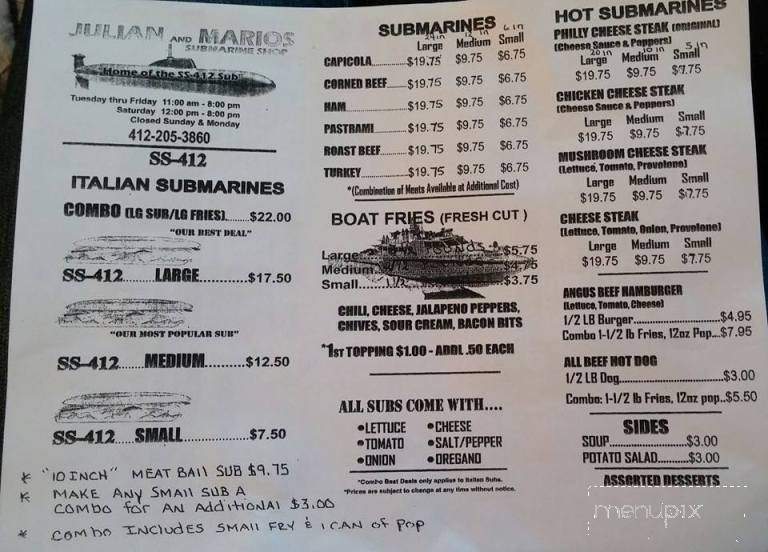 JULIAN AND MARIOS
SUBMARINE SHOP
Home of the SS-412 Sub
Tuesday thru Friday 11:00 am - 8:00 pm
Saturday 12:00 pm - 8:00 pm
Closed Sunday & Monday
412-205-3860
SS-412
ITALIAN SUBMARINES
COMBO (LG SUB/LG FRIES)......$22.00
"OUR BEST DEAL"
SS-412 LARGE...........$17.50
"OUR MOST POPULAR SUB"
SS-412 MEDIUM...........$12.50
SS-412.....SMALL...........$7.50
* "10 INCH" MEAT BAll SUB $9.75
* MAKE ANY SMAll SUB A
COMBO for AN AdditioNAl $3.00
* COMBO INCLUDES SMAll FRY & 1 CAN of Pop
SUBMARINES
24 in 12 in 6 in
Large Medium Small
CAPICOLA $19.75 $9.75 $6.75
CORNED BEEF $19.75 $9.75 $6.75
HAM $19.75 $9.75 $6.75
PASTRAMI $19.75 $9.75 $6.75
ROAST BEEF $19.75 $9.75 $6.75
TURKEY $19.75 $9.75 $6.75
*(Combination of Meats Available at Additional Cost)
BOAT FRIES (FRESH CUT )
Large $5.75
Medium $4.75
Small 1/2 $3.75
CHILI, CHEESE, JALAPENO PEPPERS,
CHIVES, SOUR CREAM, BACON BITS
*1ST TOPPING $1.00 - ADDL .50 EACH
ALL SUBS COME WITH....
•LETTUCE •CHEESE
•TOMATO •SALT/PEPPER
•ONION •OREGANO
*Combo Best Deals only applies to Italian Subs.
*Prices are subject to change at any time without notice.
HOT SUBMARINES
PHILLY CHEESE STEAK (ORIGINAL)
(Cheese Sauce & Peppers)
20 in 10 in 5 in
Large Medium Small
$19.75 $9.75 $7.75
CHICKEN CHEESE STEAK
(Cheese Sauce & Peppers)
Large Medium Small
$19.75 $9.75 $7.75
MUSHROOM CHEESE STEAK
(Lettuce, Tomato, Provolone)
Large Medium Small
$19.75 $9.75 $7.75
CHEESE STEAK
(Lettuce, Tomato, Onion, Provolone)
Large Medium Small
$19.75 $9.75 $7.75
ANGUS BEEF HAMBURGER
(Lettuce, Tomato, Cheese)
1/2 LB Burger......................$4.95
Combo 1-1/2 lb Fries, 12oz Pop...$7.95
ALL BEEF HOT DOG
1/2 LB Dog...........................$3.00
Combo: 1-1/2 lb Fries, 12oz pop..$5.50
SIDES
SOUP......................$3.00
POTATO SALAD......$3.00
ASSORTED DESSERTS
menupix